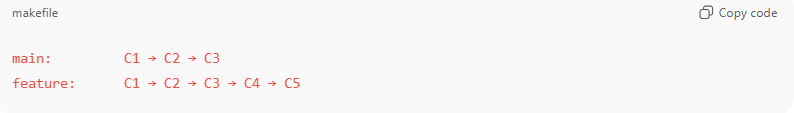 makefile
Copy code
main: C1 → C2 → C3
feature: C1 → C2 → C3 → C4 → C5